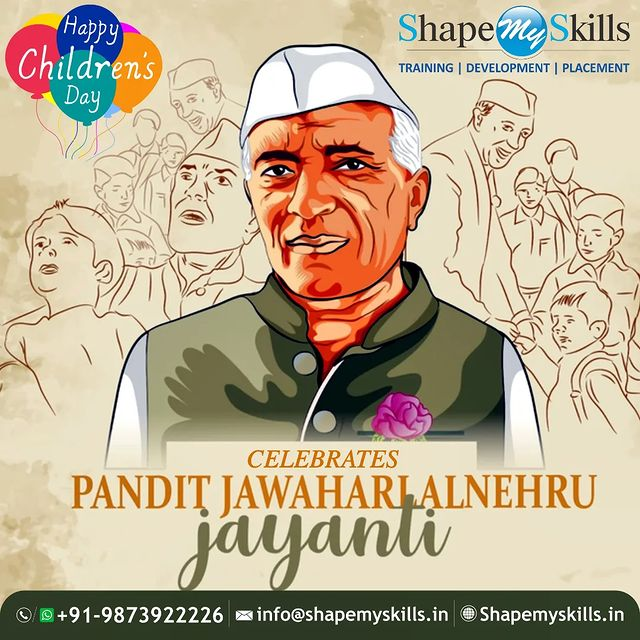 Happy
Children's
Day
ShapeMySkills
TRAINING | DEVELOPMENT | PLACEMENT
CELEBRATES
PANDIT JAWAHARLALNEHRU
jayanti
+91-9873922226 | info@shapemyskills.in | Shapemyskills.in